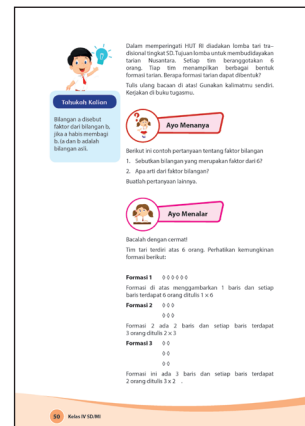 Dalam memperingati HUT RI diadakan lomba tari tra-
disional tingkat SD. Tujuan lomba untuk membudidayakan
tarian Nusantara. Setiap tim beranggotakan 6
orang. Tiap tim menampilkan berbagai bentuk
formasi tarian. Berapa formasi tarian dapat dibentuk?
Tulis ulang bacaan di atas! Gunakan kalimatmu sendiri.
Kerjakan di buku tugasmu.
Tahukah Kalian
Bilangan a disebut
faktor dari bilangan b,
jika a habis membagi
b. (a dan b adalah
bilangan asli.
Ayo Menanya
Berikut ini contoh pertanyaan tentang faktor bilangan
1. Sebutkan bilangan yang merupakan faktor dari 6?
2. Apa arti dari faktor bilangan?
Buatlah pertanyaan lainnya.
Ayo Menalar
Bacalah dengan cermat!
Tim tari terdiri atas 6 orang. Perhatikan kemungkinan
formasi berikut:
Formasi 1 ◊◊◊◊◊◊
Formasi di atas menggambarkan 1 baris dan setiap
baris terdapat 6 orang ditulis 1 × 6
Formasi 2 ◊◊◊
◊◊◊
Formasi 2 ada 2 baris dan setiap baris terdapat
3 orang ditulis 2 × 3
Formasi 3 ◊◊
◊◊
◊◊
Formasi ini ada 3 baris dan setiap baris terdapat
2 orang ditulis 3 x 2 .
50 Kelas IV SD/MI